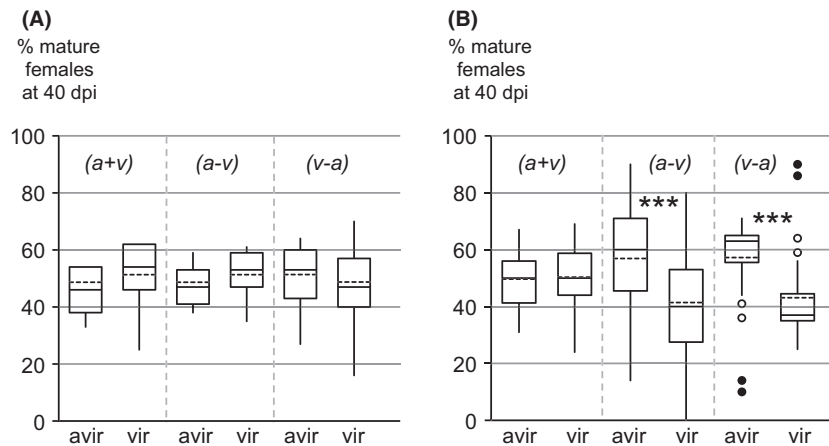 (A)
% mature
females
at 40 dpi
100
80
60
40
20
0
(a+v)
(a-v)
(v-a)
avir
vir
avir
vir
avir
vir
(B)
% mature
females
at 40 dpi
100
80
60
40
20
0
(a+v)
(a-v)
(v-a)
***
***
avir
vir
avir
vir
avir
vir